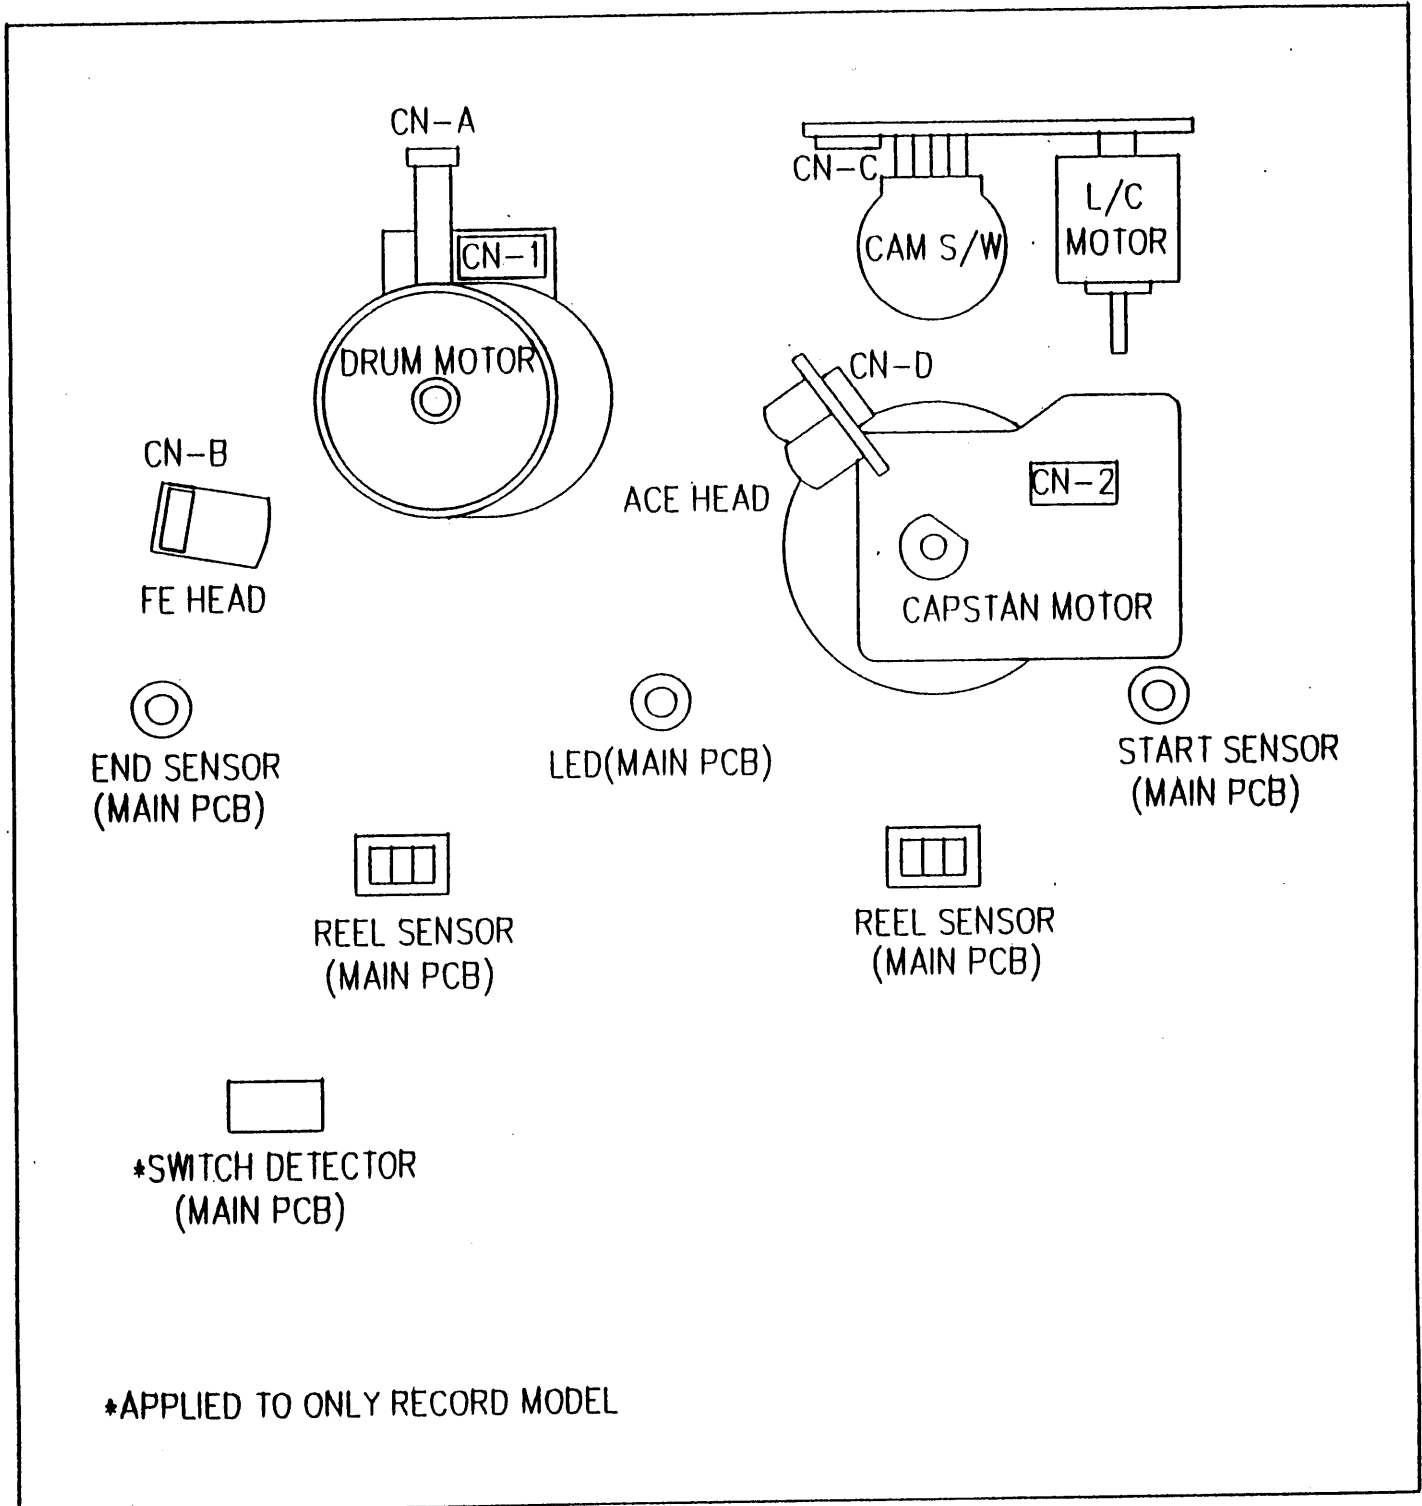 CN-A
CN-C
L/C
MOTOR
CAM S/W
CN-1
DRUM MOTOR
CN-D
CN-B
CN-2
ACE HEAD
FE HEAD
CAPSTAN MOTOR
END SENSOR
(MAIN PCB)
LED(MAIN PCB)
START SENSOR
(MAIN PCB)
REEL SENSOR
(MAIN PCB)
REEL SENSOR
(MAIN PCB)
*SWITCH DETECTOR
(MAIN PCB)
*APPLIED TO ONLY RECORD MODEL